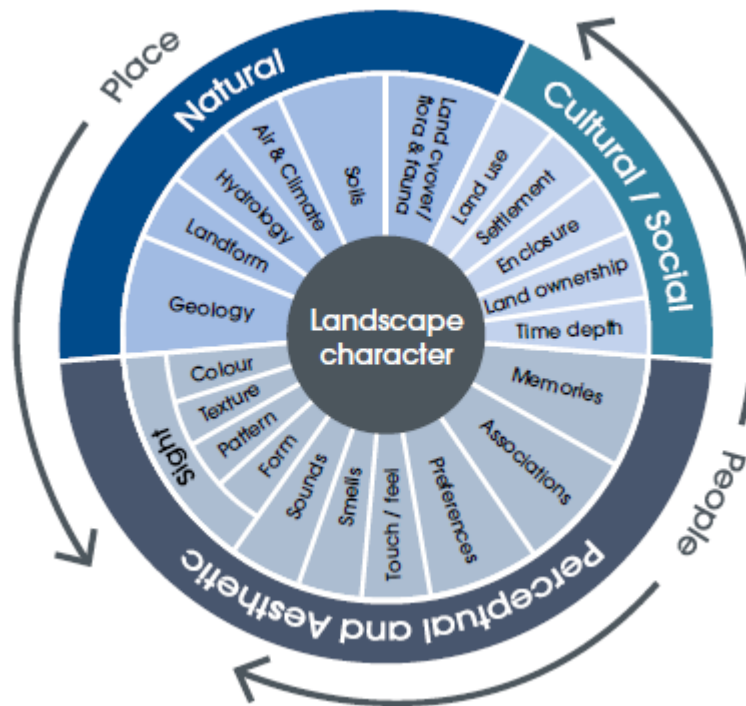 Place
Natural
Cultural / Social
People
Perceptual and Aesthetic
Landscape
character
Geology
Landform
Hydrology
Air & Climate
Soils
Land cvover/
flora & fauna
Land use
Settlement
Enclosure
Land ownership
Time depth
Memories
Associations
Preferences
Touch / feel
Smells
Sounds
Sight
Form
Pattern
Texture
Colour